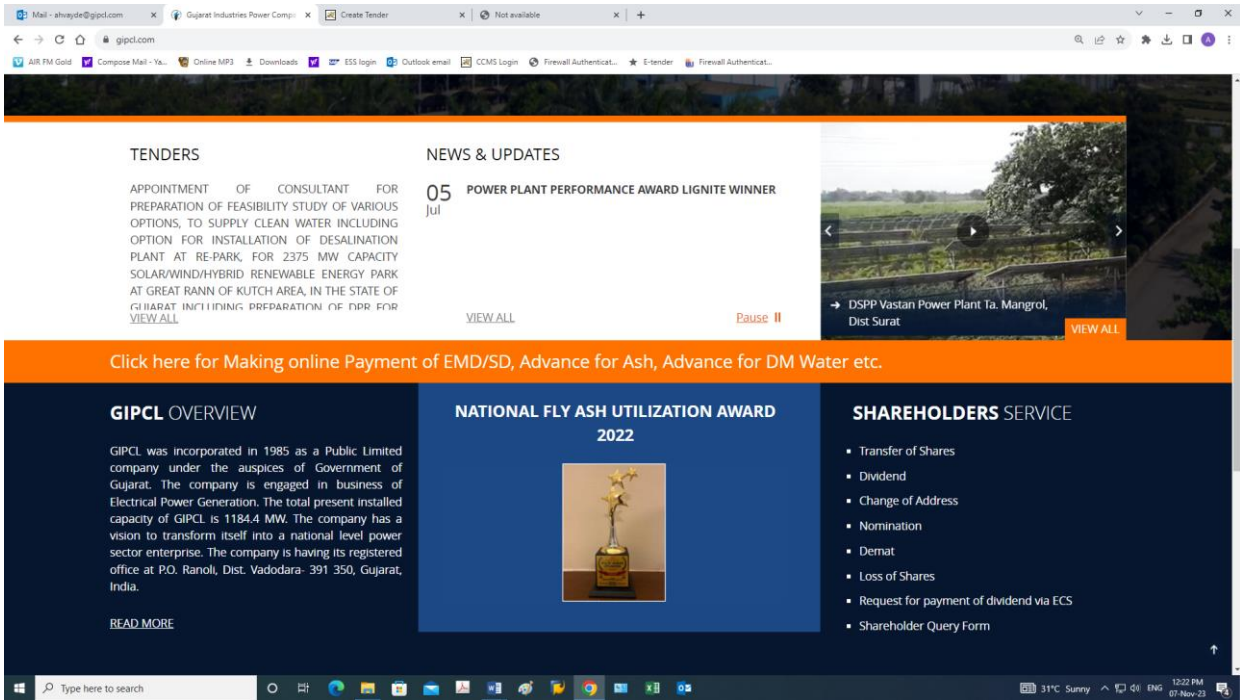 Mail - ahvayde@gipcl.com
Gujarat Industries Power Comp
Create Tender
Not available
gipcl.com
AIR FM Gold
Compose Mail - Ya...
Online MP3
Downloads
ESS login
Outlook email
CCMS Login
Firewall Authenticat...
E-tender
Firewall Authenticat...
TENDERS
APPOINTMENT OF CONSULTANT FOR
PREPARATION OF FEASIBILITY STUDY OF VARIOUS
OPTIONS, TO SUPPLY CLEAN WATER INCLUDING
OPTION FOR INSTALLATION OF DESALINATION
PLANT AT RE-PARK, FOR 2375 MW CAPACITY
SOLAR/WIND/HYBRID RENEWABLE ENERGY PARK
AT GREAT RANN OF KUTCH AREA, IN THE STATE OF
GUJARAT INCLUDING PREPARATION OF DPR FOR
VIEW ALL
NEWS & UPDATES
05
Jul
POWER PLANT PERFORMANCE AWARD LIGNITE WINNER
VIEW ALL
Pause
DSPP Vastan Power Plant Ta. Mangrol,
Dist Surat
VIEW ALL
Click here for Making online Payment of EMD/SD, Advance for Ash, Advance for DM Water etc.
GIPCL OVERVIEW
GIPCL was incorporated in 1985 as a Public Limited
company under the auspices of Government of
Gujarat. The company is engaged in business of
Electrical Power Generation. The total present installed
capacity of GIPCL is 1184.4 MW. The company has a
vision to transform itself into a national level power
sector enterprise. The company is having its registered
office at P.O. Ranoli, Dist. Vadodara- 391 350, Gujarat,
India.
READ MORE
NATIONAL FLY ASH UTILIZATION AWARD
2022
SHAREHOLDERS SERVICE
Transfer of Shares
Dividend
Change of Address
Nomination
Demat
Loss of Shares
Request for payment of dividend via ECS
Shareholder Query Form
Type here to search
31°C Sunny
ENG
12:22 PM
07-Nov-23